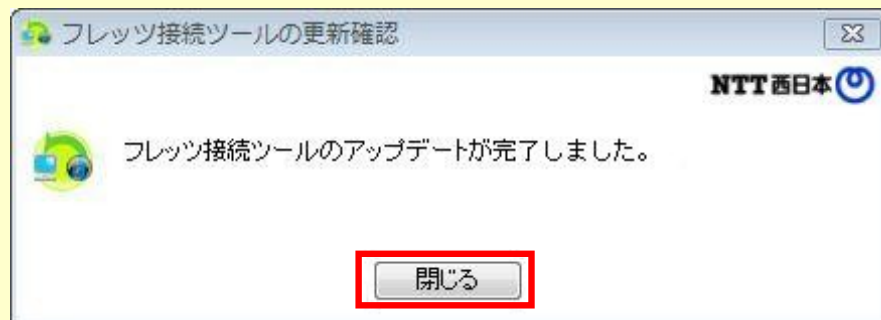 フレッツ接続ツールの更新確認
NTT西日本
フレッツ接続ツールのアップデートが完了しました。
閉じる